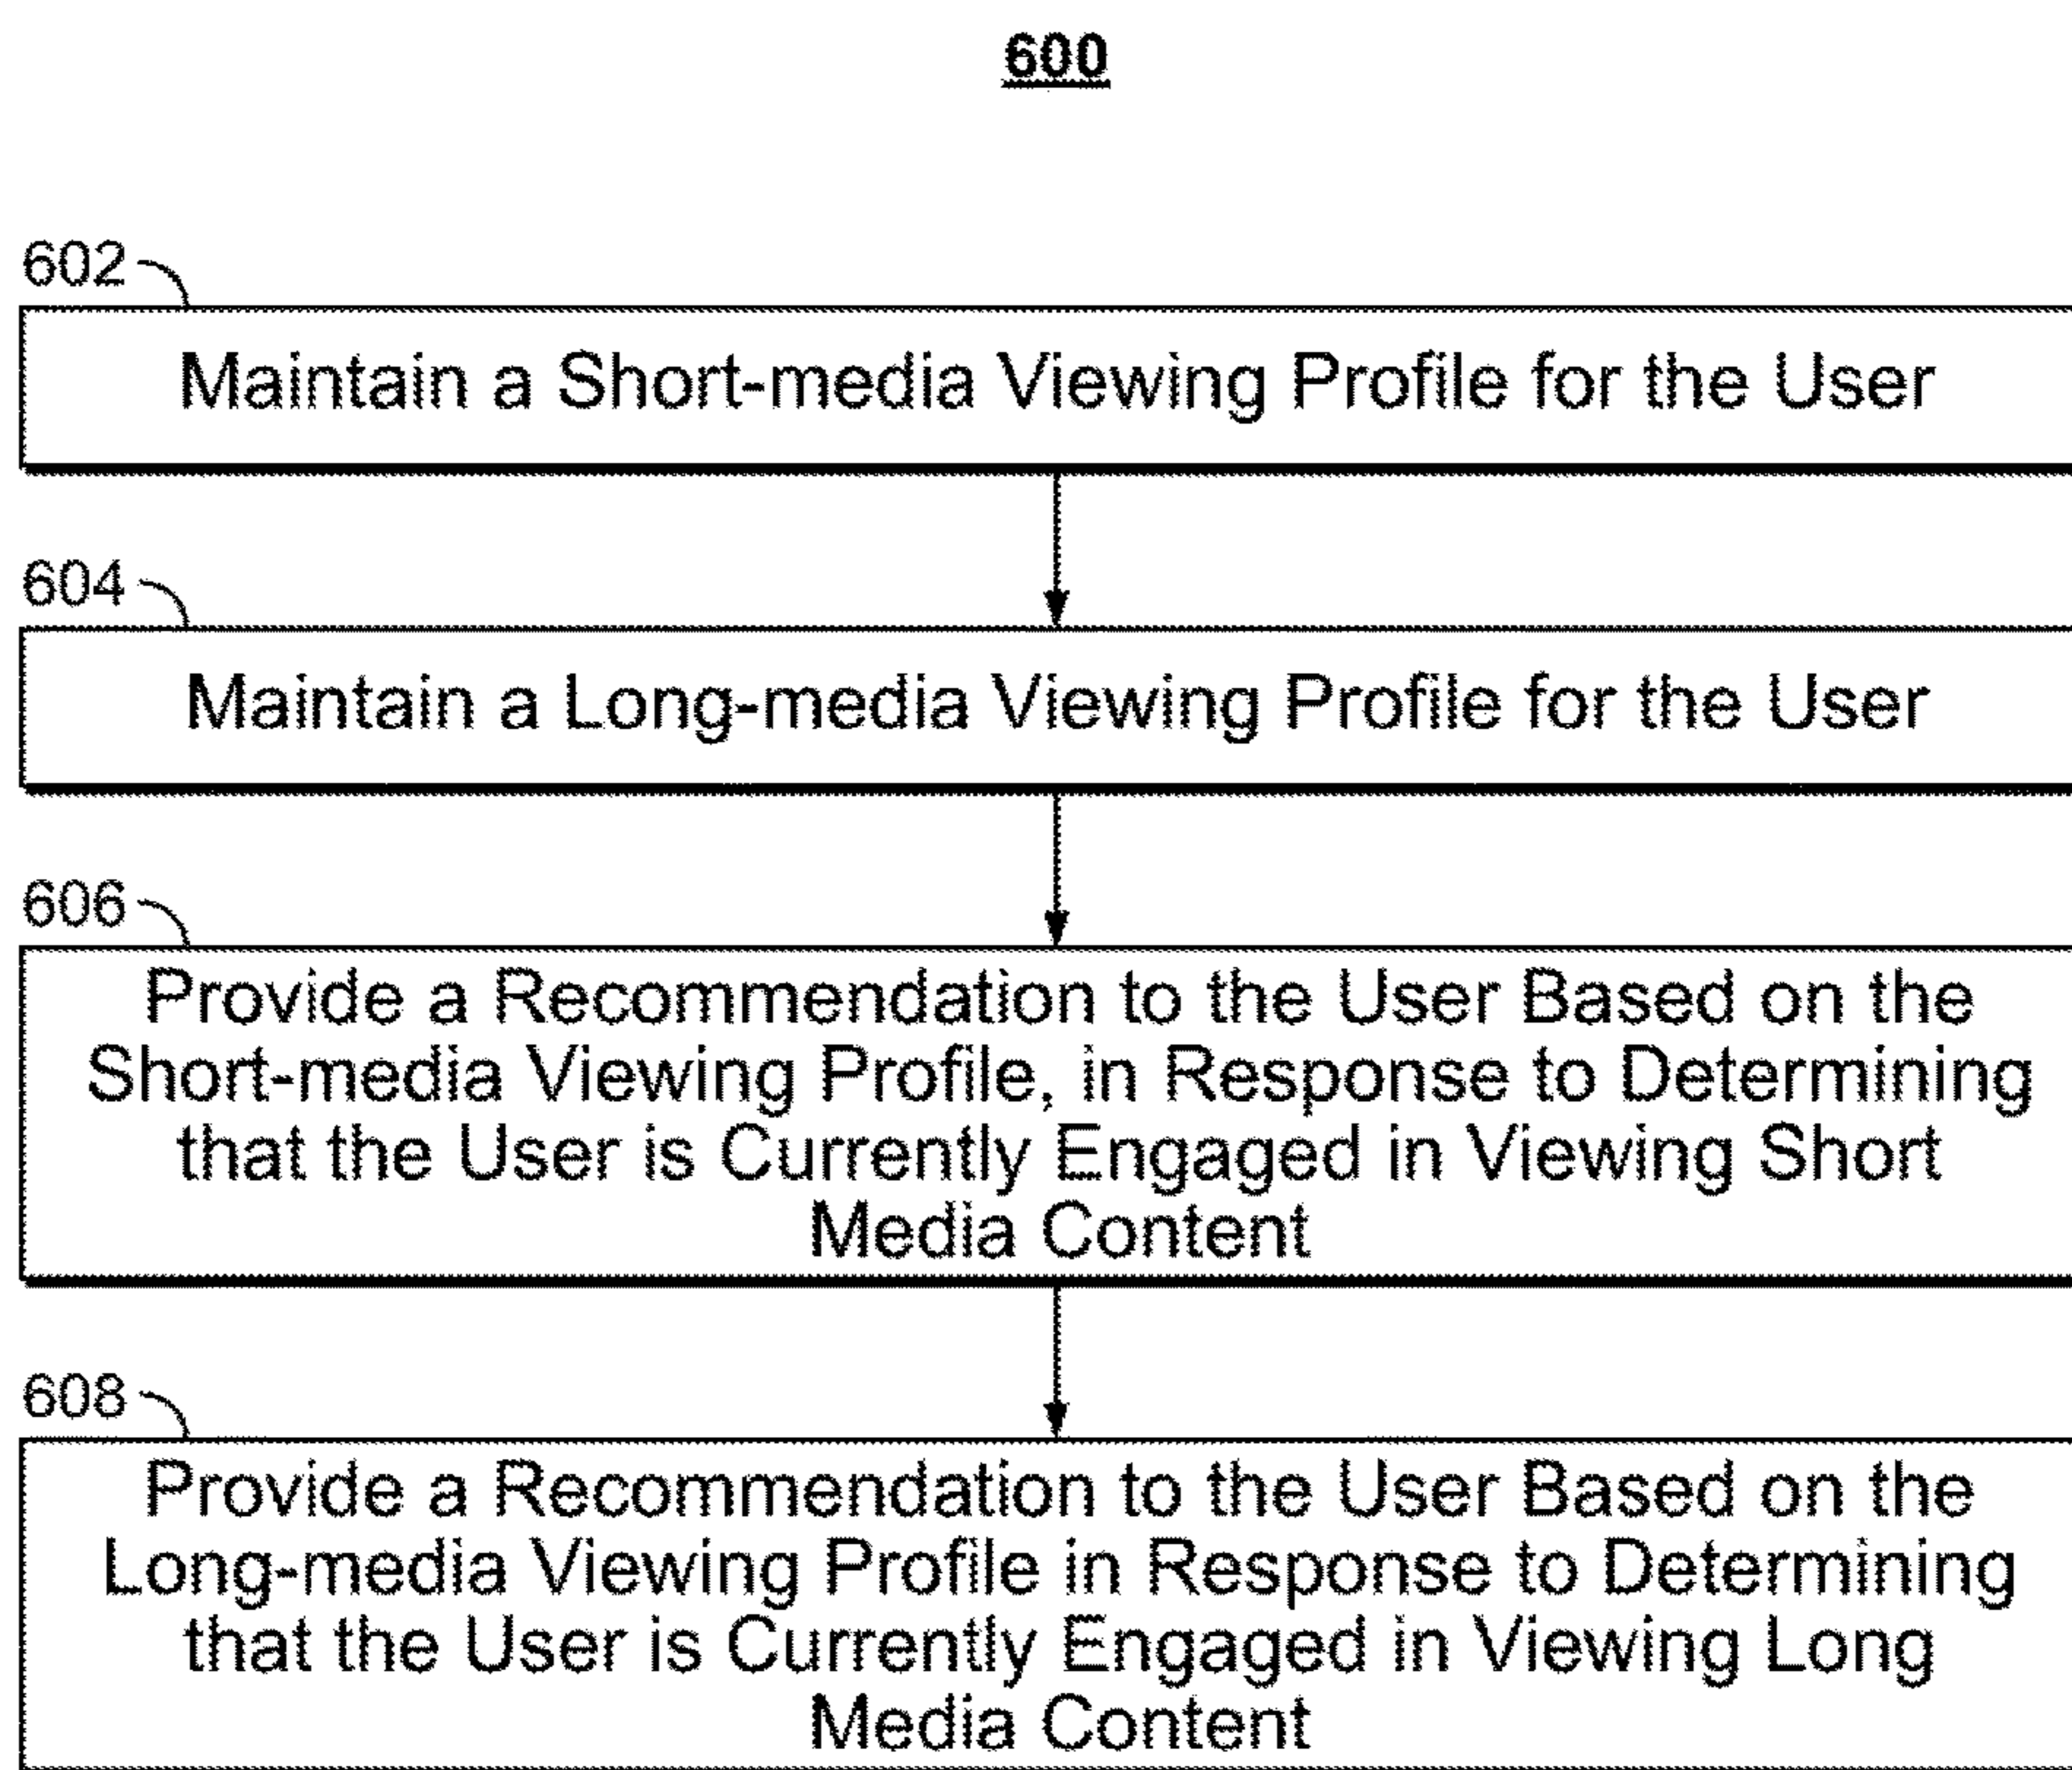 600
602
Maintain a Short-media Viewing Profile for the User
604
Maintain a Long-media Viewing Profile for the User
606
Provide a Recommendation to the User Based on the
Short-media Viewing Profile, in Response to Determining
that the User is Currently Engaged in Viewing Short
Media Content
608
Provide a Recommendation to the User Based on the
Long-media Viewing Profile in Response to Determining
that the User is Currently Engaged in Viewing Long
Media Content